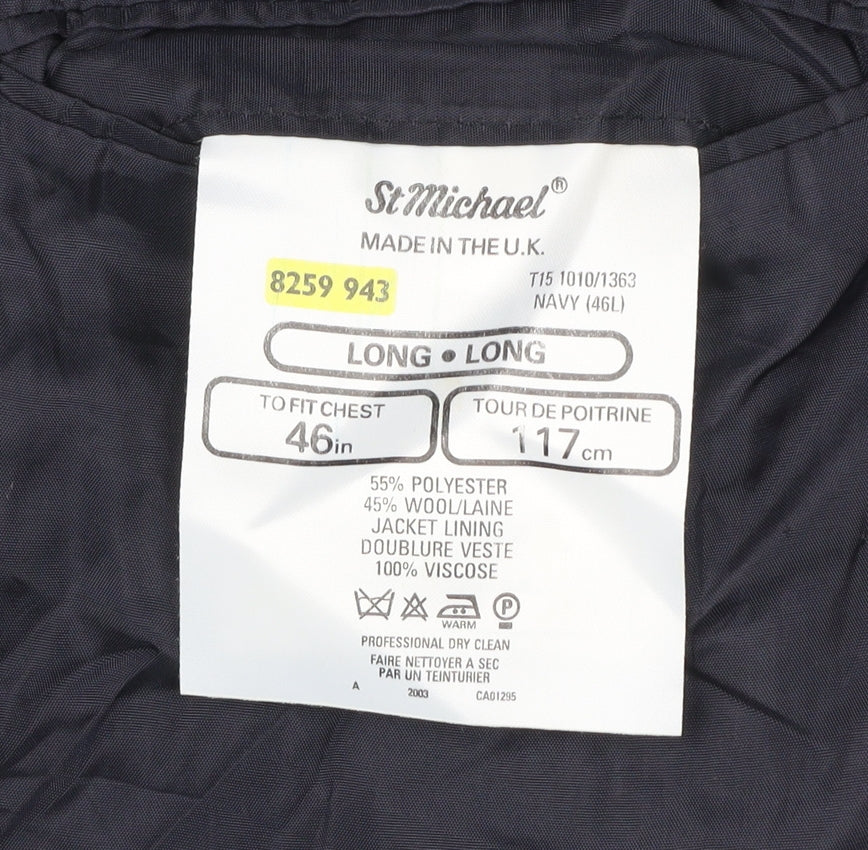 St Michael®
MADE IN THE U.K.
8259 943
T15 1010/1363
NAVY (46L)
LONG • LONG
TO FIT CHEST
46in
TOUR DE POITRINE
117cm
55% POLYESTER
45% WOOL/LAINE
JACKET LINING
DOUBLURE VESTE
100% VISCOSE
P
WARM
PROFESSIONAL DRY CLEAN
FAIRE NETTOYER A SEC
PAR UN TEINTURIER
A 2003 CA01295